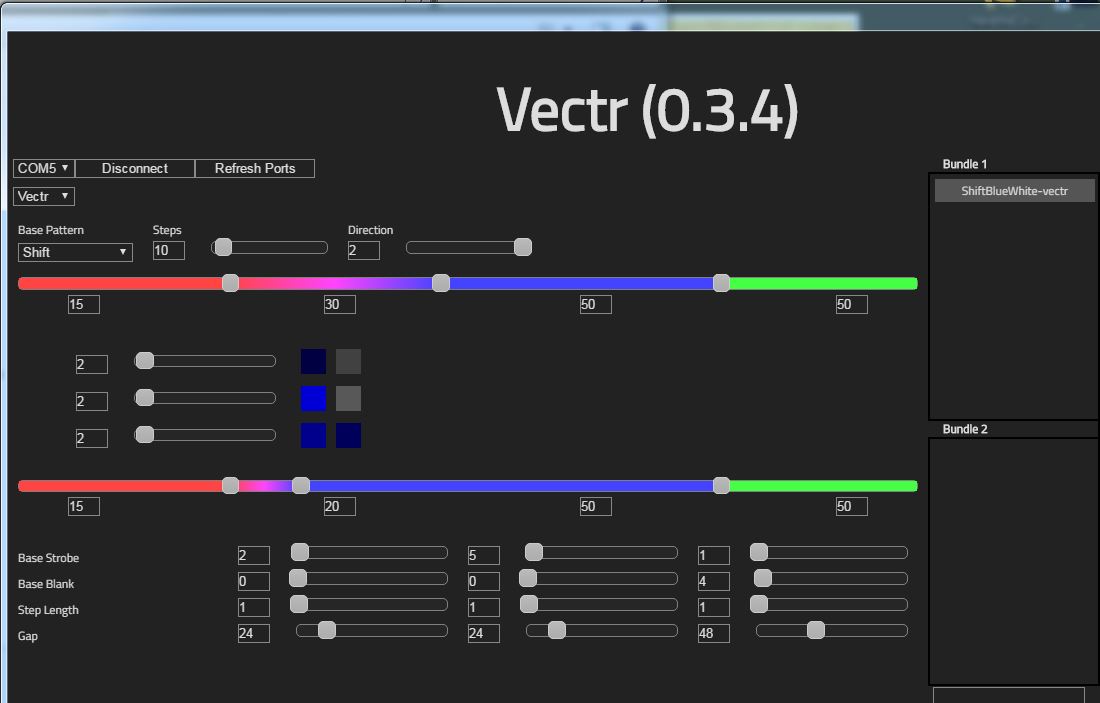 Vectr (0.3.4)
COM5 Disconnect Refresh Ports
Vectr
Bundle 1
ShiftBlueWhite-vectr
Base Pattern Steps Direction
Shift 10 2
15 30 50 50
2
2
2
Bundle 2
15 20 50 50
Base Strobe 2 5 1
Base Blank 0 0 4
Step Length 1 1 1
Gap 24 24 48